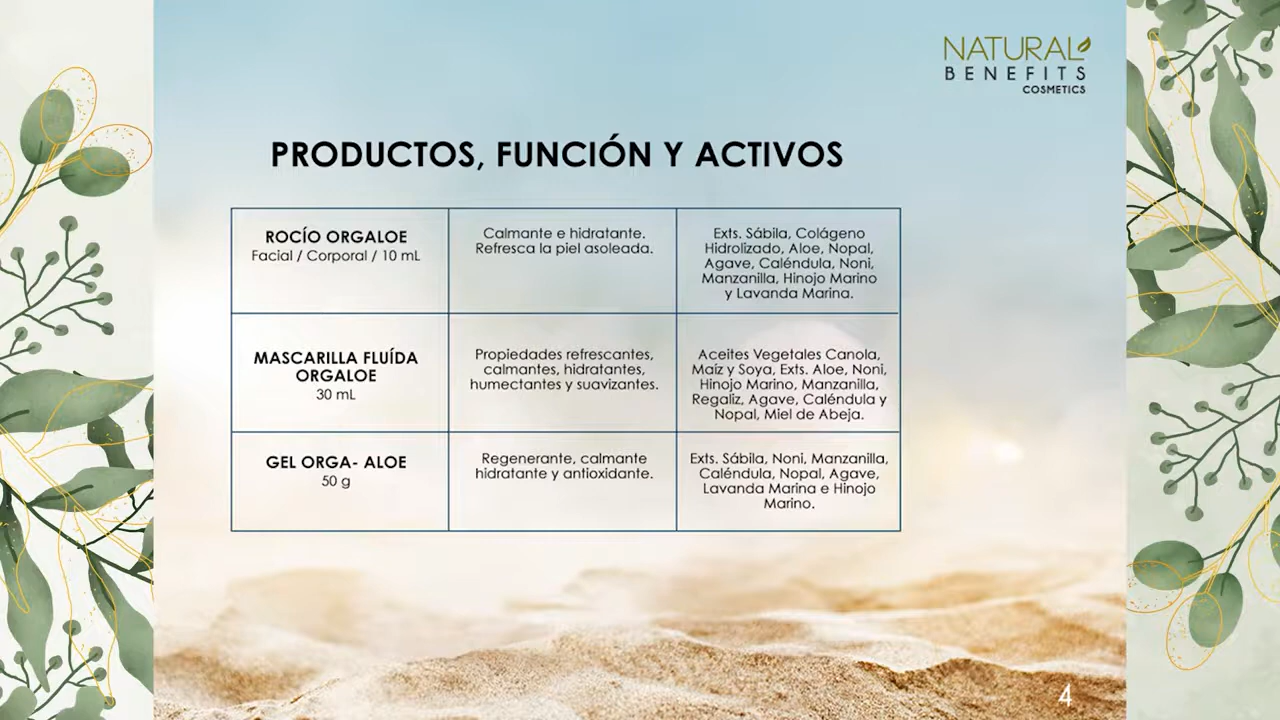 NATURAL
BENEFITS
COSMETICS
PRODUCTOS, FUNCIÓN Y ACTIVOS
ROCÍO ORGALOE
Facial / Corporal / 10 mL
Calmante e hidratante.
Refresca la piel asoleada.
Exts. Sábila, Colágeno
Hidrolizado, Aloe, Nopal,
Agave, Caléndula, Noni,
Manzanilla, Hinojo Marino
y Lavanda Marina.
MASCARILLA FLUÍDA
ORGALOE
30 mL
Propiedades refrescantes,
calmantes, hidratantes,
humectantes y suavizantes.
Aceites Vegetales Canola,
Maíz y Soya, Exts. Aloe, Noni,
Hinojo Marino, Manzanilla,
Regaliz, Agave, Caléndula y
Nopal, Miel de Abeja.
GEL ORGA- ALOE
50 g
Regenerante, calmante
hidratante y antioxidante.
Exts. Sábila, Noni, Manzanilla,
Caléndula, Nopal, Agave,
Lavanda Marina e Hinojo
Marino.
4